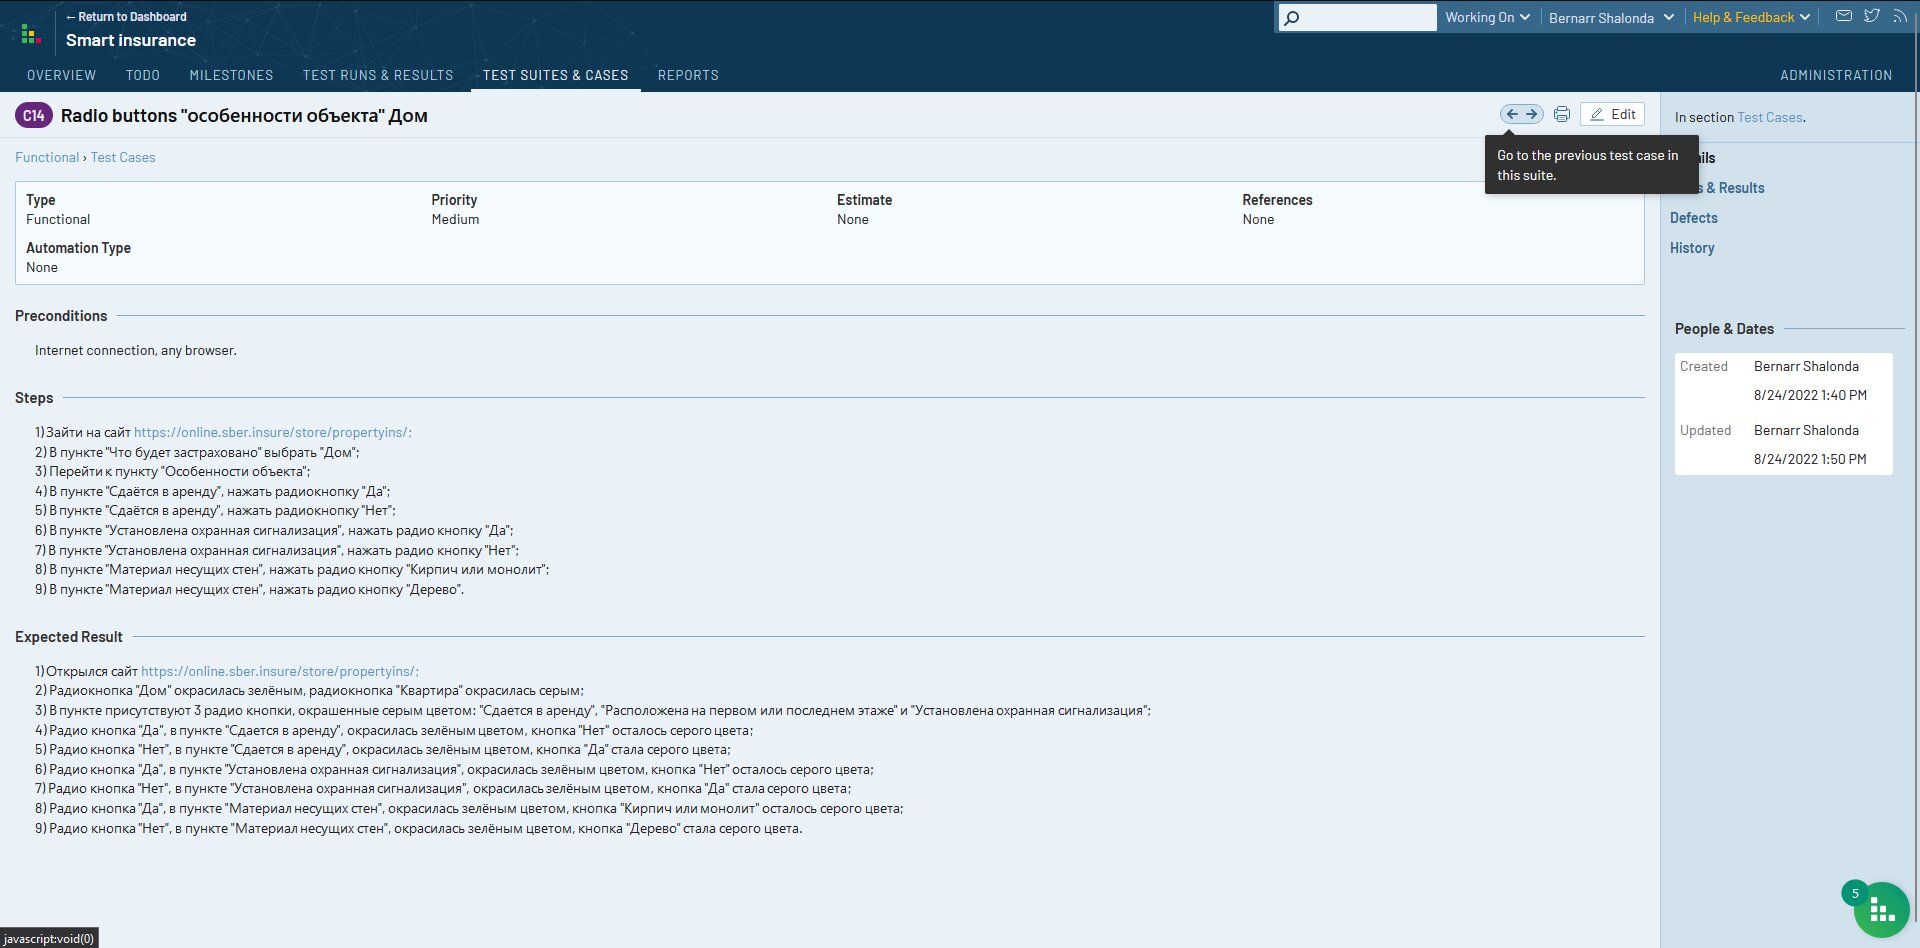 ← Return to Dashboard
Smart insurance
Working On
Bernarr Shalonda
Help & Feedback
OVERVIEW
TODO
MILESTONES
TEST RUNS & RESULTS
TEST SUITES & CASES
REPORTS
ADMINISTRATION
C14 Radio buttons "особенности объекта" Дом
Edit
In section Test Cases.
Go to the previous test case in
this suite.
Functional › Test Cases
ils
s & Results
Defects
History
Type
Functional
Priority
Medium
Estimate
None
References
None
Automation Type
None
Preconditions
Internet connection, any browser.
People & Dates
Created Bernarr Shalonda
8/24/2022 1:40 PM
Updated Bernarr Shalonda
8/24/2022 1:50 PM
Steps
1) Зайти на сайт https://online.sber.insure/store/propertyins/;
2) В пункте "Что будет застраховано" выбрать "Дом";
3) Перейти к пункту "Особенности объекта";
4) В пункте "Сдаётся в аренду", нажать радиокнопку "Да";
5) В пункте "Сдаётся в аренду", нажать радиокнопку "Нет";
6) В пункте "Установлена охранная сигнализация", нажать радио кнопку "Да";
7) В пункте "Установлена охранная сигнализация", нажать радио кнопку "Нет";
8) В пункте "Материал несущих стен", нажать радио кнопку "Кирпич или монолит";
9) В пункте "Материал несущих стен", нажать радио кнопку "Дерево".
Expected Result
1) Открылся сайт https://online.sber.insure/store/propertyins/;
2) Радиокнопка "Дом" окрасилась зелёным, радиокнопка "Квартира" окрасилась серым;
3) В пункте присутствуют 3 радио кнопки, окрашенные серым цветом: "Сдается в аренду", "Расположена на первом или последнем этаже" и "Установлена охранная сигнализация";
4) Радио кнопка "Да", в пункте "Сдается в аренду", окрасилась зелёным цветом, кнопка "Нет" осталось серого цвета;
5) Радио кнопка "Нет", в пункте "Сдается в аренду", окрасилась зелёным цветом, кнопка "Да" стала серого цвета;
6) Радио кнопка "Да", в пункте "Установлена охранная сигнализация", окрасилась зелёным цветом, кнопка "Нет" осталось серого цвета;
7) Радио кнопка "Нет", в пункте "Установлена охранная сигнализация", окрасилась зелёным цветом, кнопка "Да" стала серого цвета;
8) Радио кнопка "Да", в пункте "Материал несущих стен", окрасилась зелёным цветом, кнопка "Кирпич или монолит" осталось серого цвета;
9) Радио кнопка "Нет", в пункте "Материал несущих стен", окрасилась зелёным цветом, кнопка "Дерево" стала серого цвета.
5
javascript:void(0)